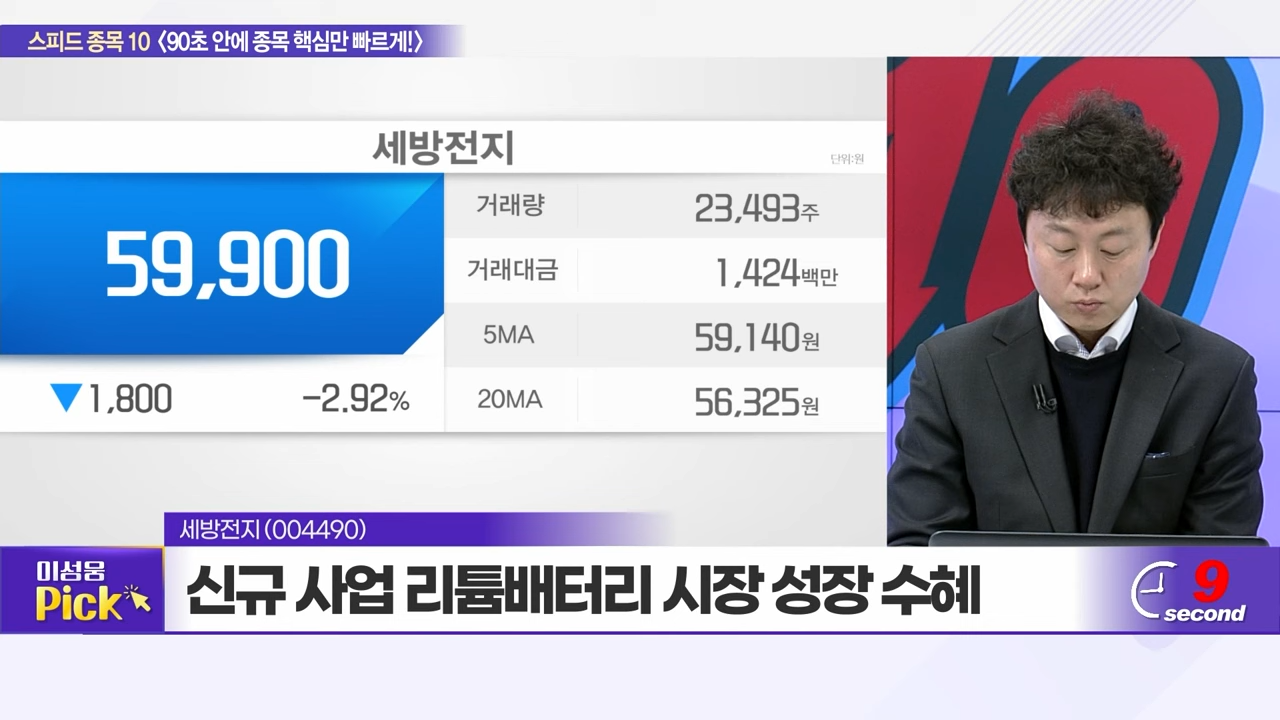 스피드 종목 10 〈90초 안에 종목 핵심만 빠르게!〉
세방전지
단위:원
59,900
▼1,800 -2.92%
거래량 23,493주
거래대금 1,424백만
5MA 59,140원
20MA 56,325원
세방전지(004490)
이섬뭉
Pick
신규 사업 리튬배터리 시장 성장 수혜
9
second